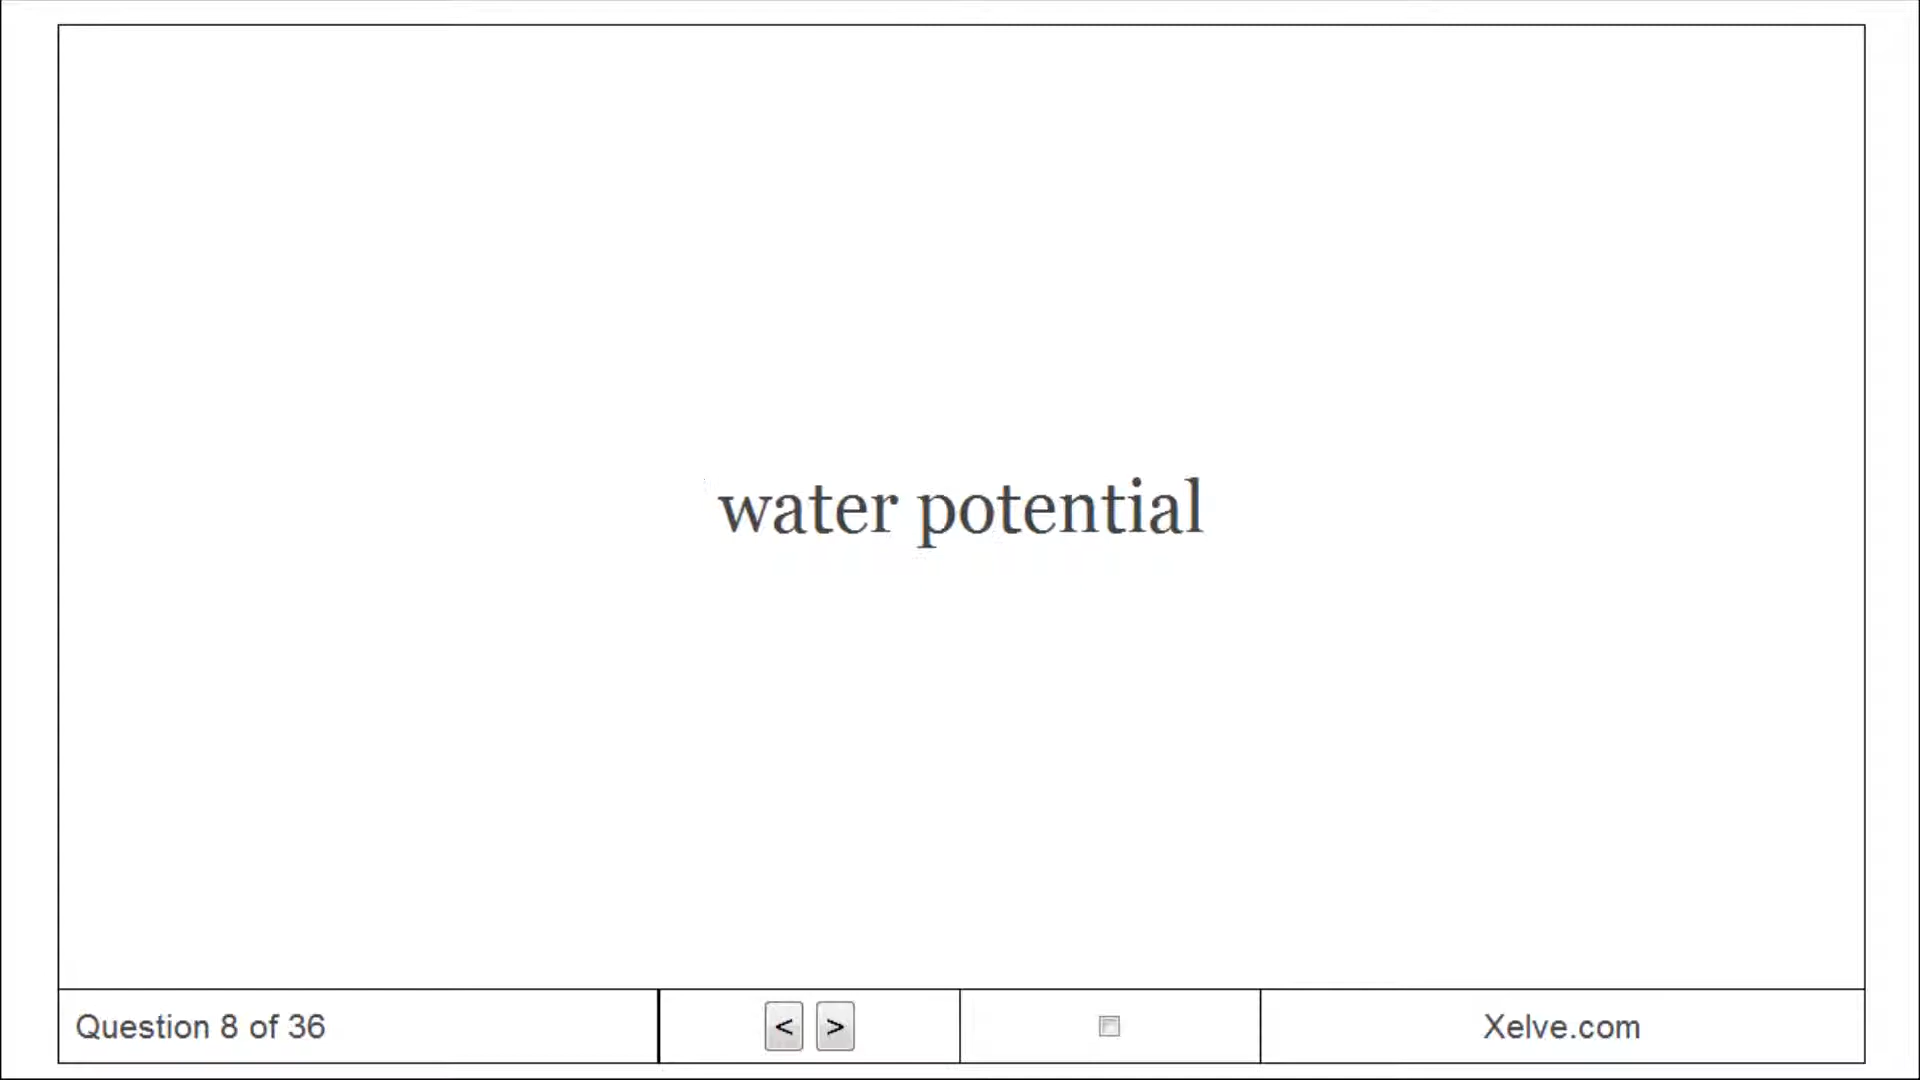 water potential
Question 8 of 36
< >
Xelve.com